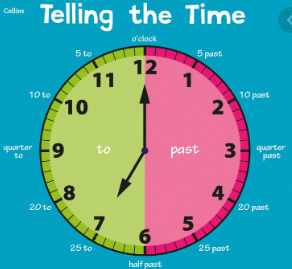 Collins
Telling the Time
o'clock
5 to
5 past
12
11
1
10 to
10 past
10
2
quarter to
9
to
past
3
quarter past
8
4
20 to
20 past
7
5
25 to
6
25 past
half past